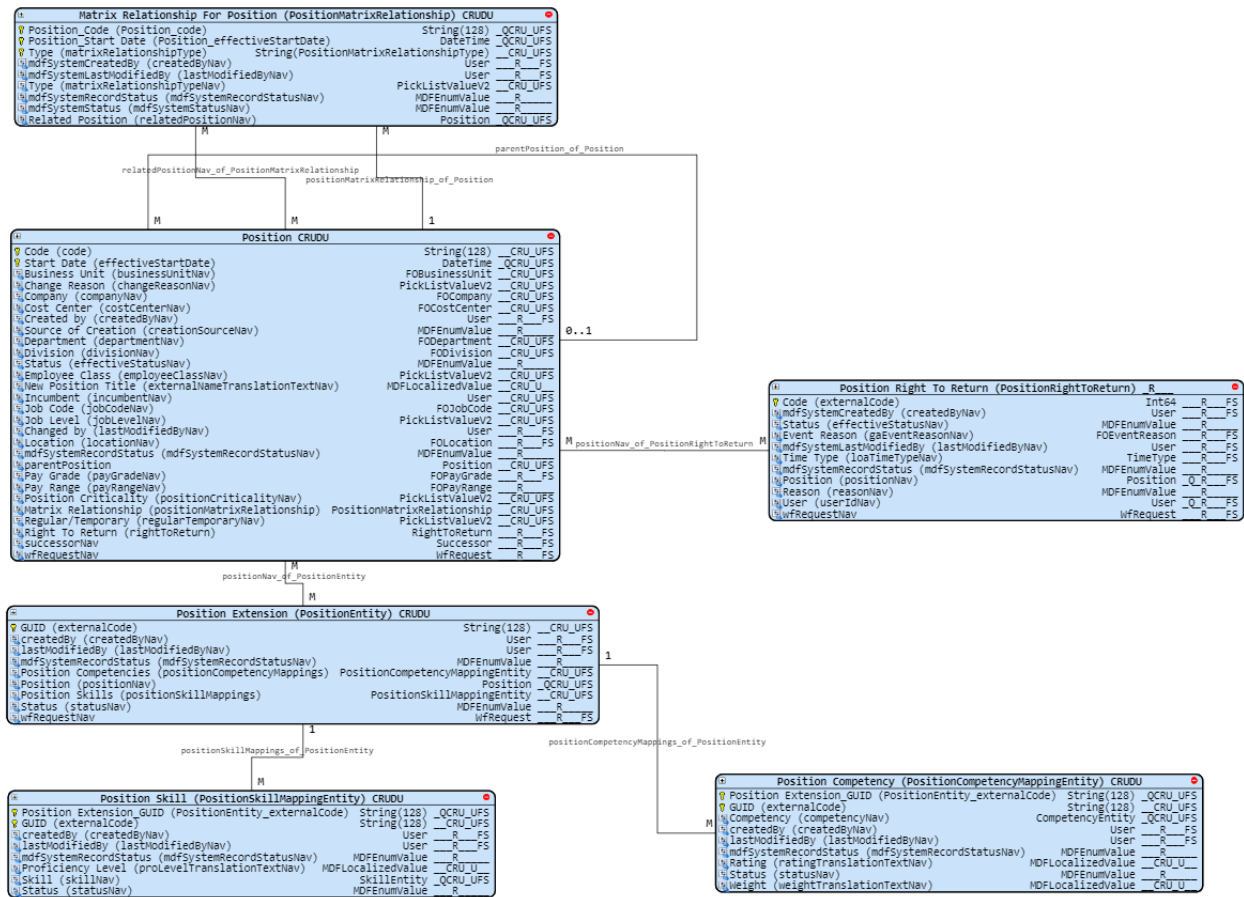 Matrix Relationship For Position (PositionMatrixRelationship) CRUDU
Position_Code (Position_code) String(128) _QCRU_UFS
Position_Start Date (Position_effectiveStartDate) DateTime _QCRU_UFS
Type (matrixRelationshipType) String(PositionMatrixRelationshipType) __CRU_UFS
mdfSystemCreatedBy (createdByNav) User ___R___FS
mdfSystemLastModifiedBy (lastModifiedByNav) User ___R___FS
Type (matrixRelationshipTypeNav) PickListValueV2 __CRU_UFS
mdfSystemRecordStatus (mdfSystemRecordStatusNav) MDFEnumValue ___R_____
mdfSystemStatus (mdfSystemStatusNav) MDFEnumValue ___R_____
Related Position (relatedPositionNav) Position _QCRU_UFS
M M
parentPosition_of_Position
relatedPositionNav_of_PositionMatrixRelationship
positionMatrixRelationship_of_Position
M M 1
Position CRUDU
Code (code) String(128) __CRU_UFS
Start Date (effectiveStartDate) DateTime _QCRU_UFS
Business Unit (businessUnitNav) FOBusinessUnit __CRU_UFS
Change Reason (changeReasonNav) PickListValueV2 __CRU_UFS
Company (companyNav) FOCompany __CRU_UFS
Cost Center (costCenterNav) FOCostCenter __CRU_UFS
Created by (createdByNav) User ___R___FS
Source of Creation (creationSourceNav) MDFEnumValue ___R_____
Department (departmentNav) FODepartment __CRU_UFS
Division (divisionNav) FODivision __CRU_UFS
Status (effectiveStatusNav) MDFEnumValue ___R_____
Employee Class (employeeClassNav) PickListValueV2 __CRU_UFS
New Position Title (externalNameTranslationTextNav) MDFLocalizedValue __CRU_U__
Incumbent (incumbentNav) User __CRU_UFS
Job Code (jobCodeNav) FOJobCode __CRU_UFS
Job Level (jobLevelNav) PickListValueV2 __CRU_UFS
Changed by (lastModifiedByNav) User ___R___FS
Location (locationNav) FOLocation __CRU_UFS
mdfSystemRecordStatus (mdfSystemRecordStatusNav) MDFEnumValue ___R_____
parentPosition Position __CRU_UFS
Pay Grade (payGradeNav) FOPayGrade ___R___FS
Pay Range (payRangeNav) FOPayRange ___R_____
Position Criticality (positionCriticalityNav) PickListValueV2 __CRU_UFS
Matrix Relationship (positionMatrixRelationship) PositionMatrixRelationship __CRU_UFS
Regular/Temporary (regularTemporaryNav) PickListValueV2 __CRU_UFS
Right To Return (rightToReturn) RightToReturn ___R___FS
successorNav Successor ___R___FS
wfRequestNav WfRequest ___R___FS
0..1
M positionNav_of_PositionRightToReturn M
Position Right To Return (PositionRightToReturn) _R___
Code (externalCode) Int64 ___R___FS
mdfSystemCreatedBy (createdByNav) User ___R___FS
Status (effectiveStatusNav) MDFEnumValue ___R_____
Event Reason (gaEventReasonNav) FOEventReason ___R___FS
mdfSystemLastModifiedBy (lastModifiedByNav) User ___R___FS
Time Type (loaTimeTypeNav) TimeType ___R___FS
mdfSystemRecordStatus (mdfSystemRecordStatusNav) MDFEnumValue ___R_____
Position (positionNav) Position _Q_R___FS
Reason (reasonNav) MDFEnumValue ___R_____
User (userIdNav) User _Q_R___FS
wfRequestNav WfRequest ___R___FS
M
positionNav_of_PositionEntity
M
Position Extension (PositionEntity) CRUDU
GUID (externalCode) String(128) __CRU_UFS
createdBy (createdByNav) User ___R___FS
lastModifiedBy (lastModifiedByNav) User ___R___FS
mdfSystemRecordStatus (mdfSystemRecordStatusNav) MDFEnumValue ___R_____
Position Competencies (positionCompetencyMappings) PositionCompetencyMappingEntity __CRU_UFS
Position (positionNav) Position _QCRU_UFS
Position Skills (positionSkillMappings) PositionSkillMappingEntity __CRU_UFS
Status (statusNav) MDFEnumValue ___R_____
wfRequestNav WfRequest ___R___FS
1
1
positionSkillMappings_of_PositionEntity
positionCompetencyMappings_of_PositionEntity
M
M
Position Skill (PositionSkillMappingEntity) CRUDU
Position Extension_GUID (PositionEntity_externalCode) String(128) _QCRU_UFS
GUID (externalCode) String(128) __CRU_UFS
createdBy (createdByNav) User ___R___FS
lastModifiedBy (lastModifiedByNav) User ___R___FS
mdfSystemRecordStatus (mdfSystemRecordStatusNav) MDFEnumValue ___R_____
Proficiency Level (proLevelTranslationTextNav) MDFLocalizedValue __CRU_U__
Skill (skillNav) SkillEntity _QCRU_UFS
Status (statusNav) MDFEnumValue ___R_____
Position Competency (PositionCompetencyMappingEntity) CRUDU
Position Extension_GUID (PositionEntity_externalCode) String(128) _QCRU_UFS
GUID (externalCode) String(128) __CRU_UFS
Competency (competencyNav) CompetencyEntity _QCRU_UFS
createdBy (createdByNav) User ___R___FS
lastModifiedBy (lastModifiedByNav) User ___R___FS
mdfSystemRecordStatus (mdfSystemRecordStatusNav) MDFEnumValue ___R_____
Rating (ratingTranslationTextNav) MDFLocalizedValue __CRU_U__
Status (statusNav) MDFEnumValue ___R_____
Weight (weightTranslationTextNav) MDFLocalizedValue __CRU_U__